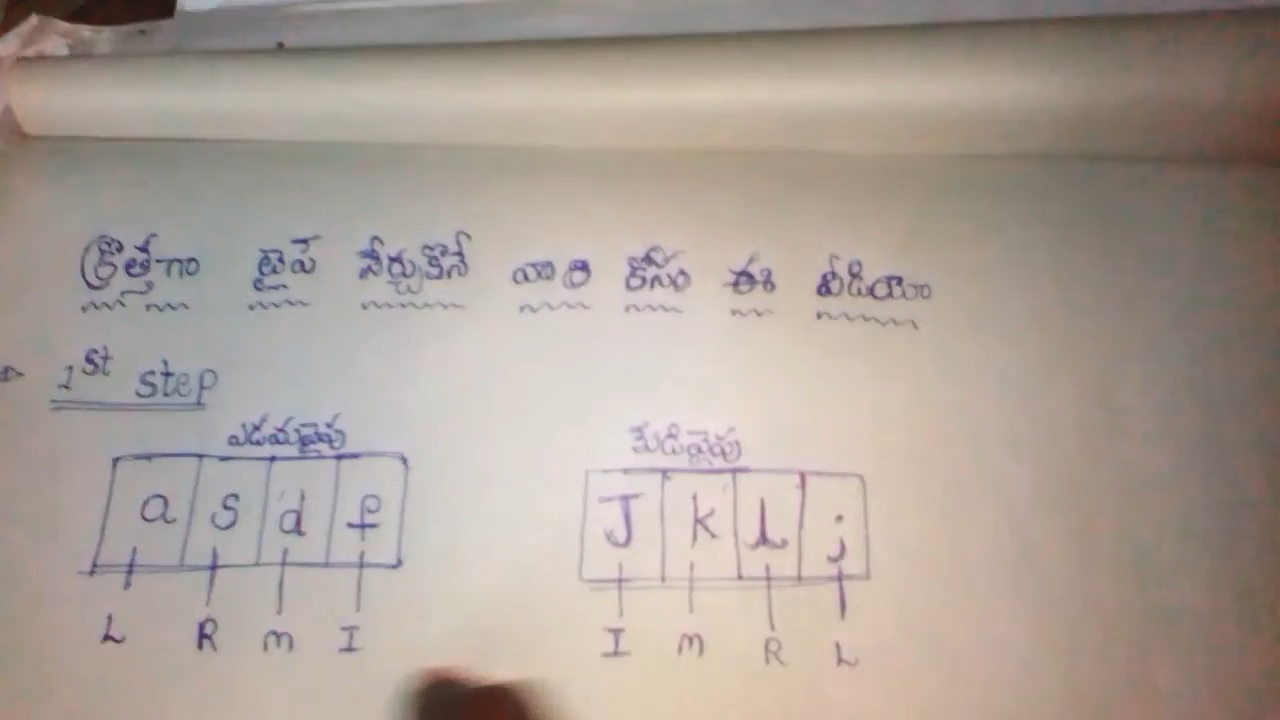 క్రొత్తగా టైప్ నేర్చుకొనే వారి కోసం ఈ వీడియో
1st step
ఎడమవైపు కుడివైపు
a s d f J k L ;
L R m I I m R L